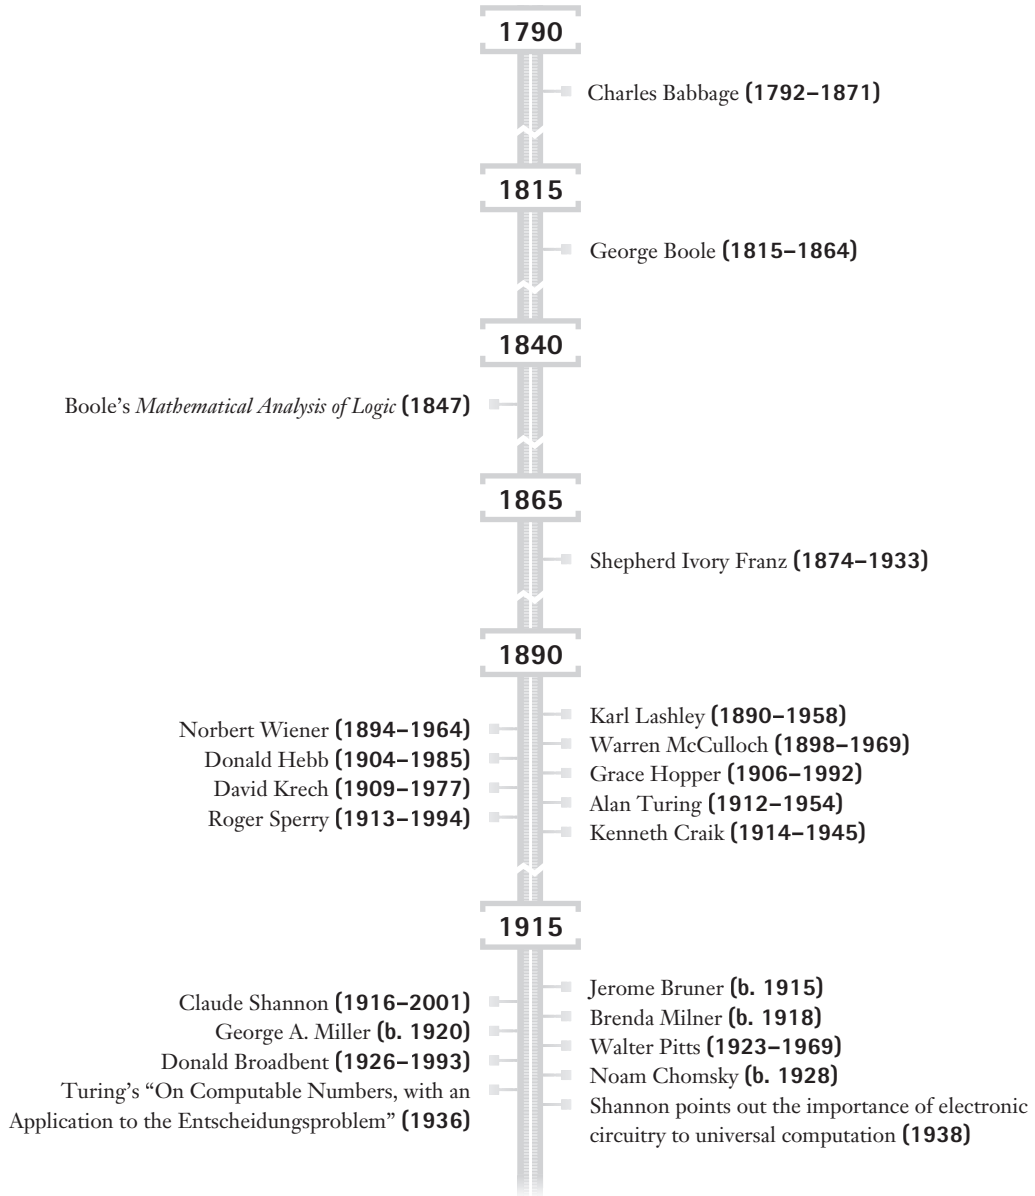 1790
Charles Babbage (1792–1871)
1815
George Boole (1815–1864)
1840
Boole’s Mathematical Analysis of Logic (1847)
1865
Shepherd Ivory Franz (1874–1933)
1890
Karl Lashley (1890–1958)
Norbert Wiener (1894–1964)
Warren McCulloch (1898–1969)
Donald Hebb (1904–1985)
Grace Hopper (1906–1992)
David Krech (1909–1977)
Alan Turing (1912–1954)
Roger Sperry (1913–1994)
Kenneth Craik (1914–1945)
1915
Jerome Bruner (b. 1915)
Claude Shannon (1916–2001)
Brenda Milner (b. 1918)
George A. Miller (b. 1920)
Walter Pitts (1923–1969)
Donald Broadbent (1926–1993)
Noam Chomsky (b. 1928)
Turing’s “On Computable Numbers, with an
Application to the Entscheidungsproblem” (1936)
Shannon points out the importance of electronic
circuitry to universal computation (1938)